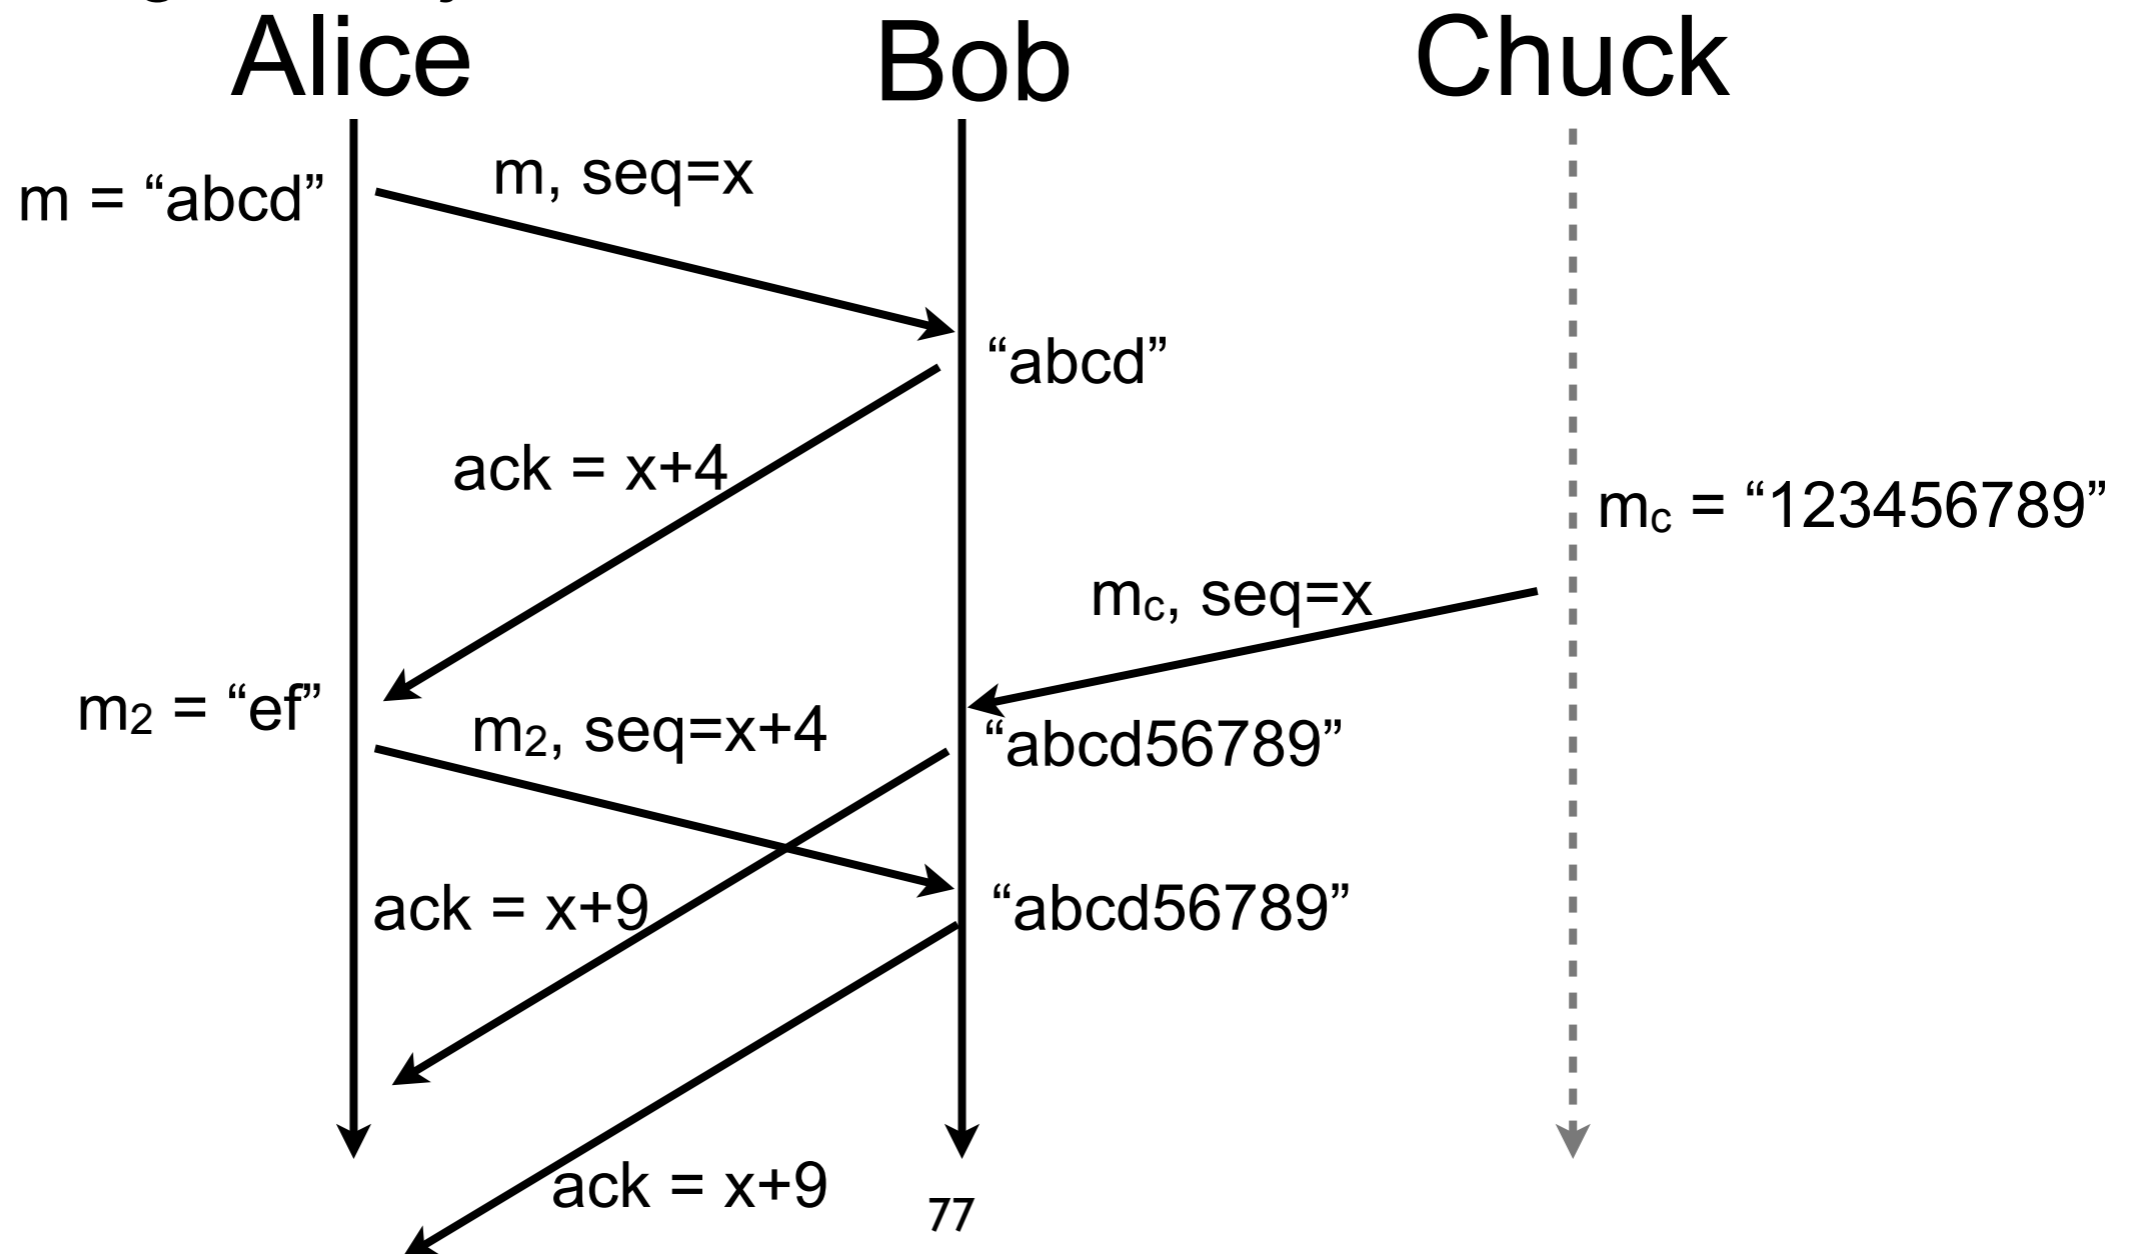 Alice
Bob
Chuck
m = “abcd”
m, seq=x
“abcd”
ack = x+4
mc = “123456789”
mc, seq=x
m2 = “ef”
m2, seq=x+4
“abcd56789”
ack = x+9
“abcd56789”
ack = x+9
77